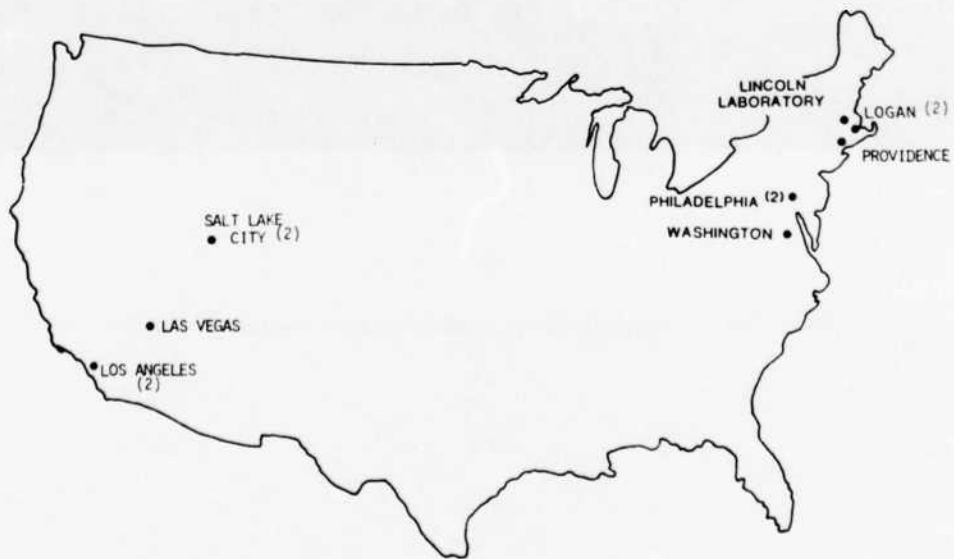 LINCOLN
LABORATORY
LOGAN (2)
PROVIDENCE
PHILADELPHIA (2)
WASHINGTON
SALT LAKE
CITY (2)
LAS VEGAS
LOS ANGELES
(2)